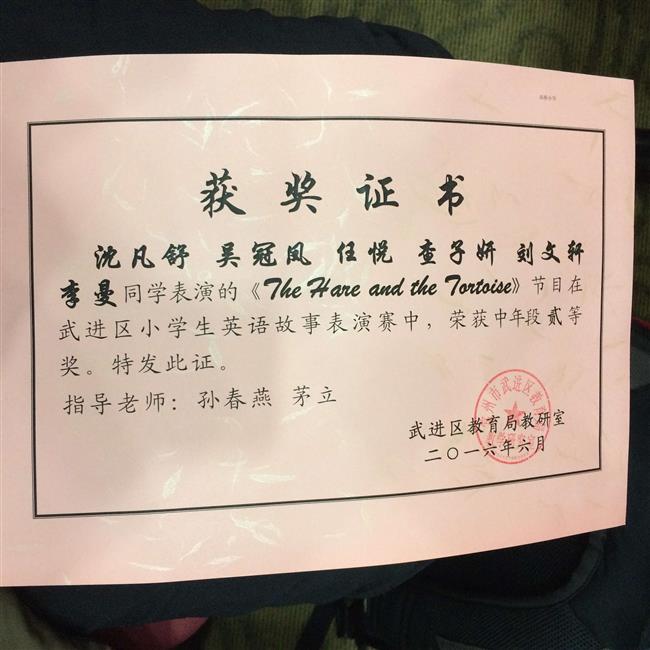 获奖证书
沈凡舒 吴冠凤 任悦 查子妍 刘文轩
李曼同学表演的《The Hare and the Tortoise》节目在
武进区小学生英语故事表演赛中，荣获中年段贰等
奖。特发此证。
指导老师：孙春燕 茅立
武进区教育局教研室
二〇一六年六月